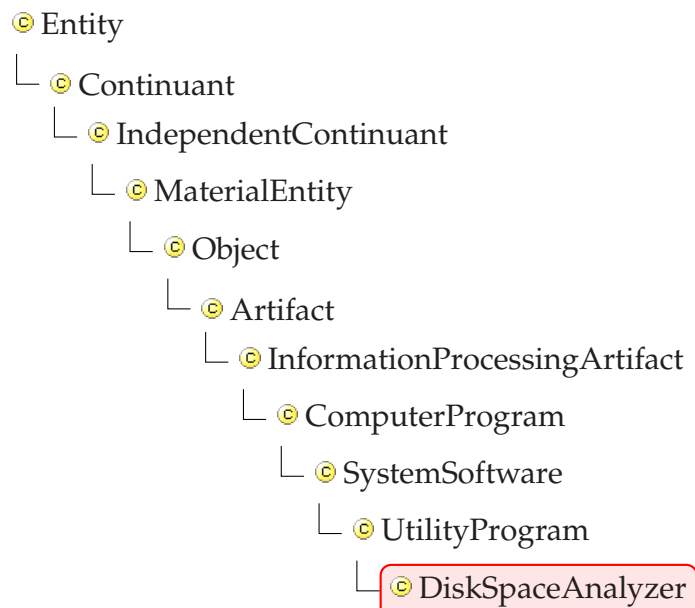 Entity
Continuant
IndependentContinuant
MaterialEntity
Object
Artifact
InformationProcessingArtifact
ComputerProgram
SystemSoftware
UtilityProgram
DiskSpaceAnalyzer